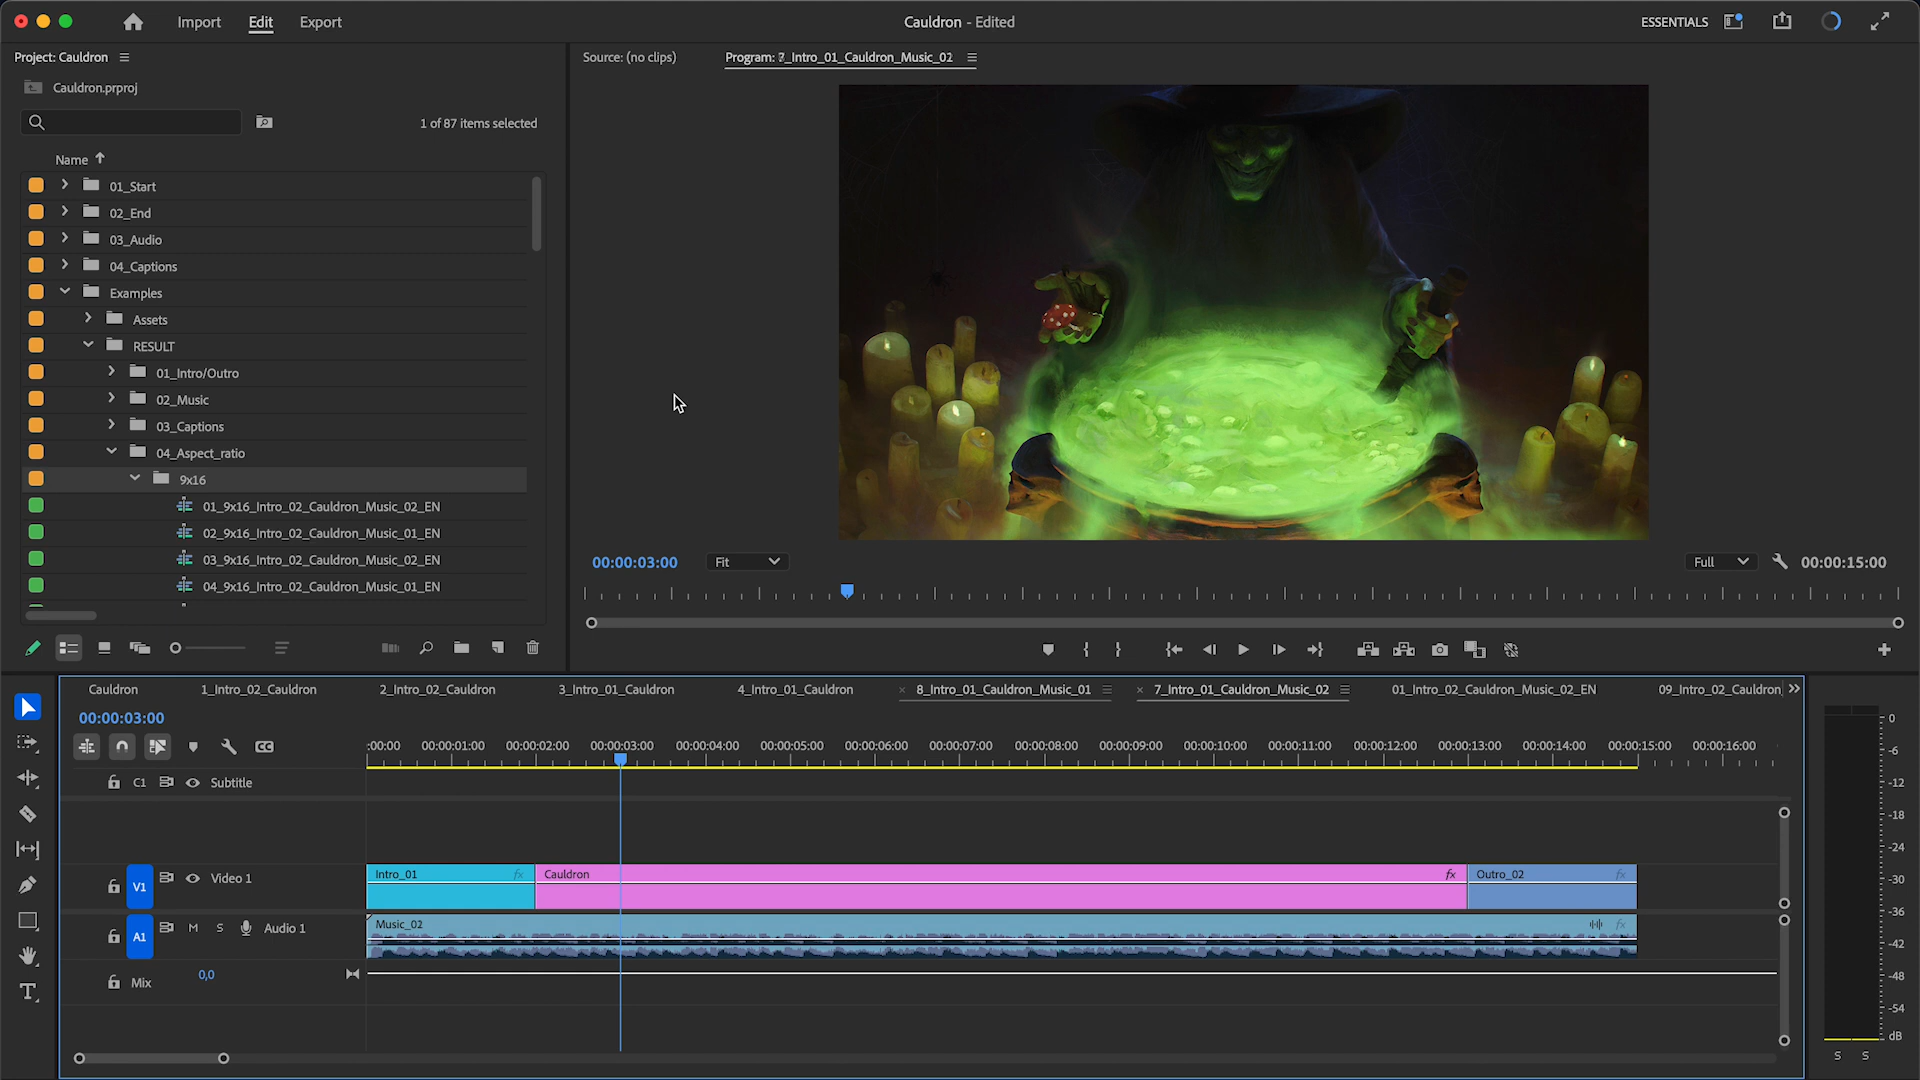 Import Edit Export
Cauldron - Edited
ESSENTIALS
Project: Cauldron
Cauldron.prproj
1 of 87 items selected
Name
01_Start
02_End
03_Audio
04_Captions
Examples
Assets
RESULT
01_Intro/Outro
02_Music
03_Captions
04_Aspect_ratio
9x16
01_9x16_Intro_02_Cauldron_Music_02_EN
02_9x16_Intro_02_Cauldron_Music_01_EN
03_9x16_Intro_02_Cauldron_Music_02_EN
04_9x16_Intro_02_Cauldron_Music_01_EN
Source: (no clips)
Program: 7_Intro_01_Cauldron_Music_02
00:00:03:00 Fit Full 00:00:15:00
Cauldron 1_Intro_02_Cauldron 2_Intro_02_Cauldron 3_Intro_01_Cauldron 4_Intro_01_Cauldron 8_Intro_01_Cauldron_Music_01 7_Intro_01_Cauldron_Music_02 01_Intro_02_Cauldron_Music_02_EN 09_Intro_02_Cauldron
00:00:03:00
:00:00 00:00:01:00 00:00:02:00 00:00:03:00 00:00:04:00 00:00:05:00 00:00:06:00 00:00:07:00 00:00:08:00 00:00:09:00 00:00:10:00 00:00:11:00 00:00:12:00 00:00:13:00 00:00:14:00 00:00:15:00 00:00:16:00
C1 Subtitle
V1 Video 1
Intro_01 fx Cauldron fx Outro_02 fx
A1 M S Audio 1
Music_02 fx
Mix 0,0
0
-6
-12
-18
-24
-30
-36
-42
-48
-54
dB
S S